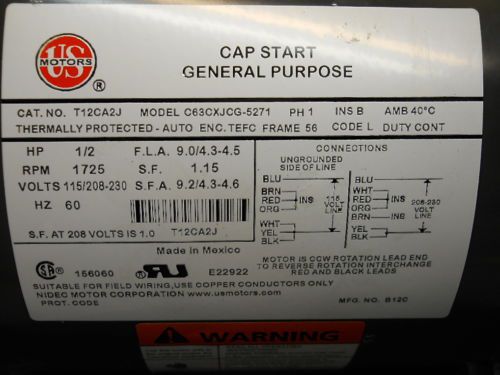 US
MOTORS
®
CAP START
GENERAL PURPOSE
CAT. NO. T12CA2J MODEL C63CXJCG-5271 PH 1 INS B AMB 40°C
THERMALLY PROTECTED - AUTO ENC. TEFC FRAME 56 CODE L DUTY CONT
HP 1/2 F.L.A. 9.0/4.3-4.5
RPM 1725 S.F. 1.15
VOLTS 115/208-230 S.F.A. 9.2/4.3-4.6
HZ 60
S.F. AT 208 VOLTS IS 1.0 T12CA2J
CONNECTIONS
UNGROUNDED
SIDE OF LINE
BLU
BRN
RED INS
ORG
WHT
YEL
BLK
115
VOLT
LINE
BLU
WHT
RED INS
BRN
ORG
YEL
BLK
208-230
VOLT
LINE
Made in Mexico
156060 E22922
MOTOR IS CCW ROTATION LEAD END
TO REVERSE ROTATION INTERCHANGE
RED AND BLACK LEADS
SUITABLE FOR FIELD WIRING, USE COPPER CONDUCTORS ONLY
NIDEC MOTOR CORPORATION www.usmotors.com
PROT. CODE
MFG. NO. B12C
WARNING